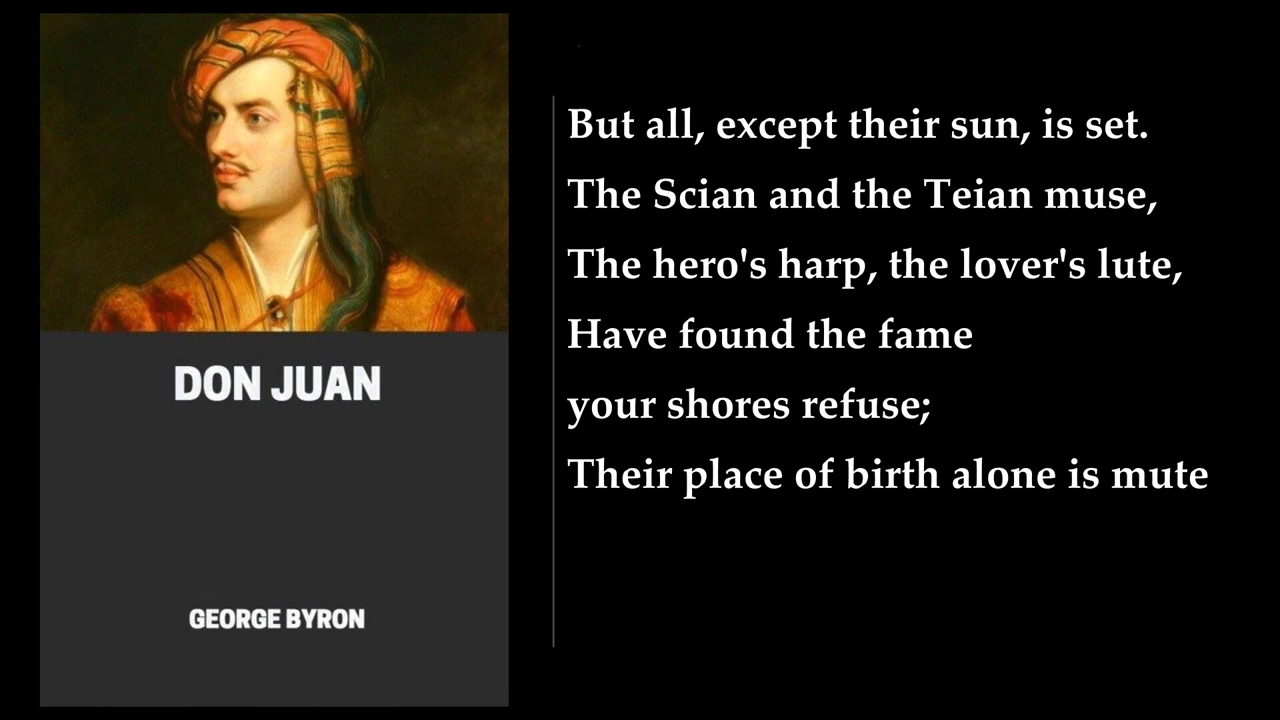 DON JUAN
GEORGE BYRON
But all, except their sun, is set.
The Scian and the Teian muse,
The hero's harp, the lover's lute,
Have found the fame
your shores refuse;
Their place of birth alone is mute